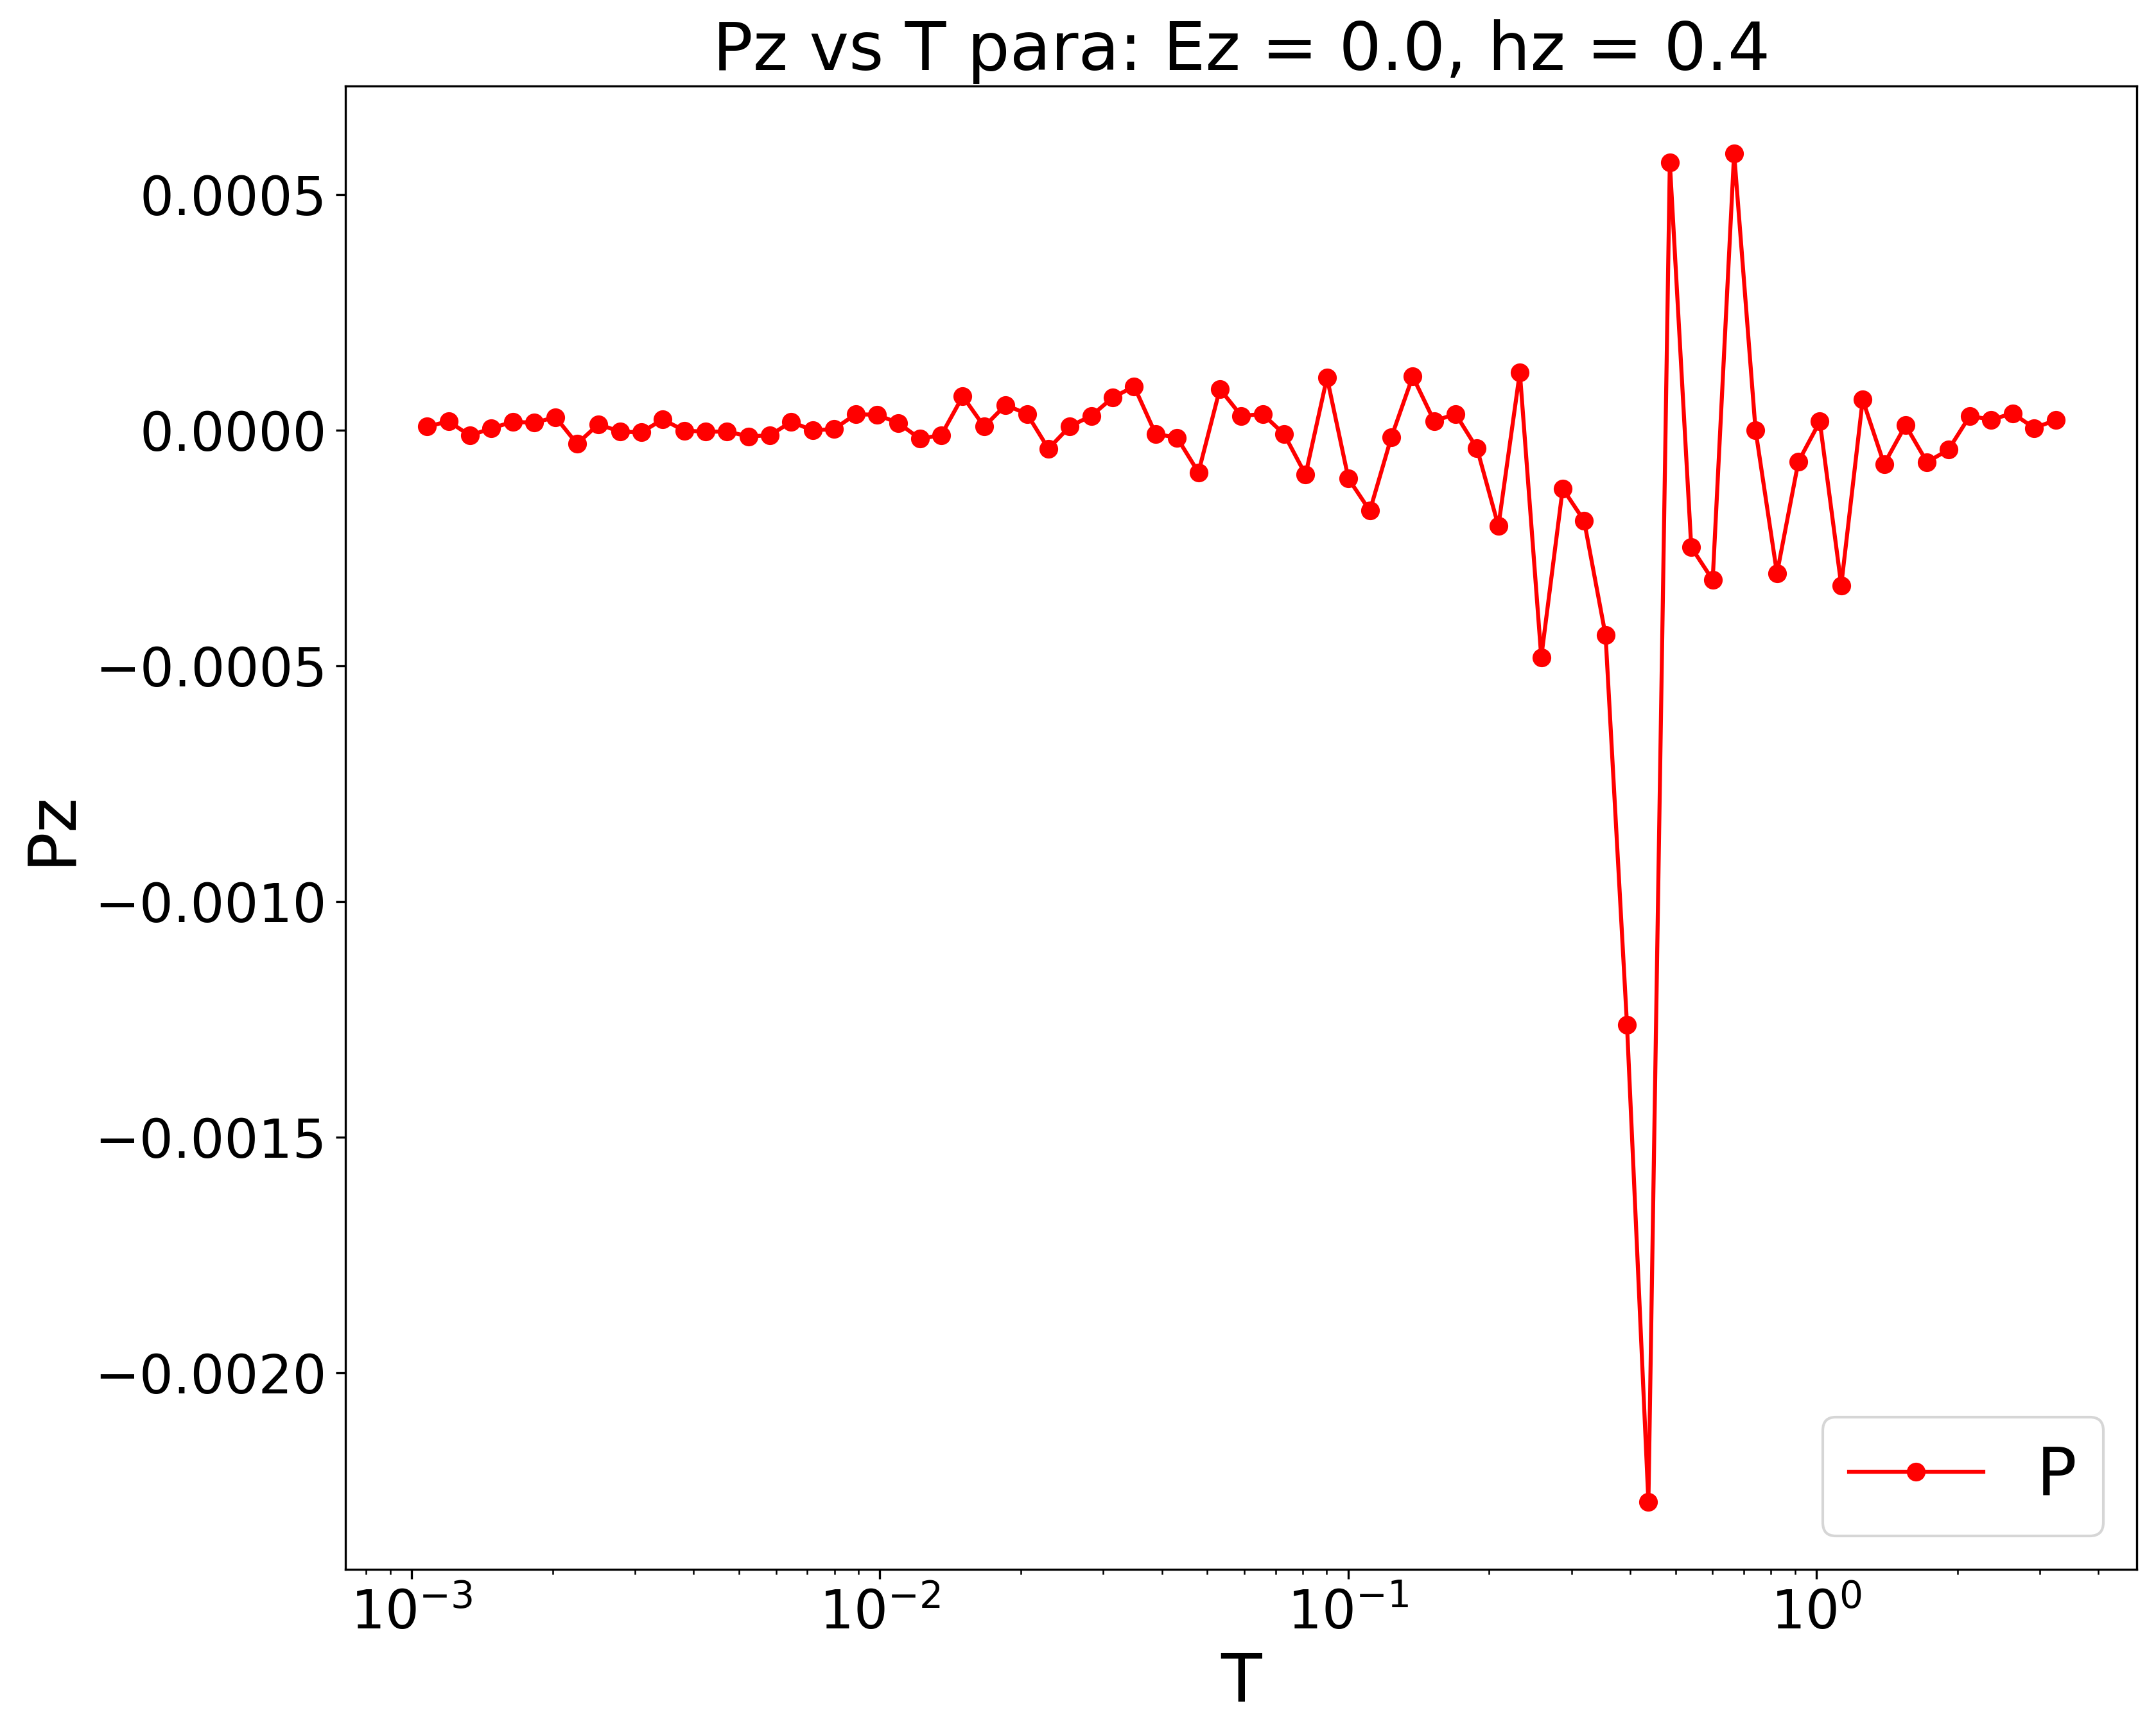 Pz vs T para: Ez = 0.0, hz = 0.4
0.0005
0.0000
−0.0005
−0.0010
−0.0015
−0.0020
Pz
P
10⁻³ 10⁻² 10⁻¹ 10⁰
T